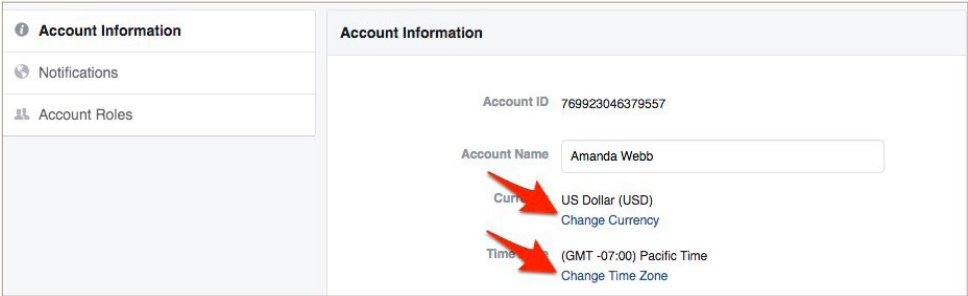 Account Information
Notifications
Account Roles
Account Information
Account ID 769923046379557
Account Name Amanda Webb
US Dollar (USD)
Change Currency
Time (GMT -07:00) Pacific Time
Change Time Zone